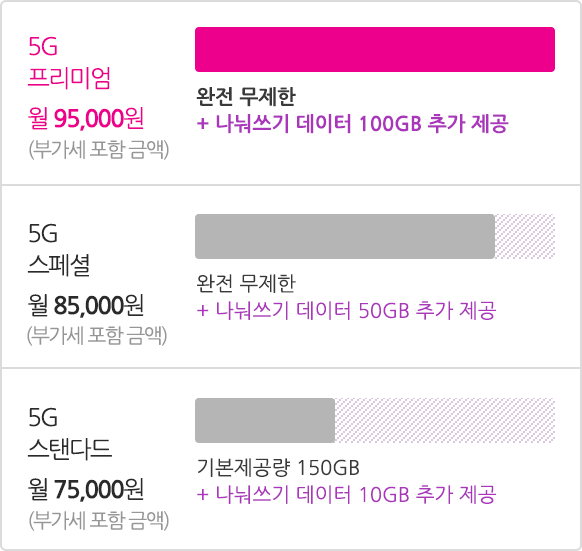 5G
프리미엄
월 95,000원
(부가세 포함 금액)
완전 무제한
+ 나눠쓰기 데이터 100GB 추가 제공
5G
스페셜
월 85,000원
(부가세 포함 금액)
완전 무제한
+ 나눠쓰기 데이터 50GB 추가 제공
5G
스탠다드
월 75,000원
(부가세 포함 금액)
기본제공량 150GB
+ 나눠쓰기 데이터 10GB 추가 제공